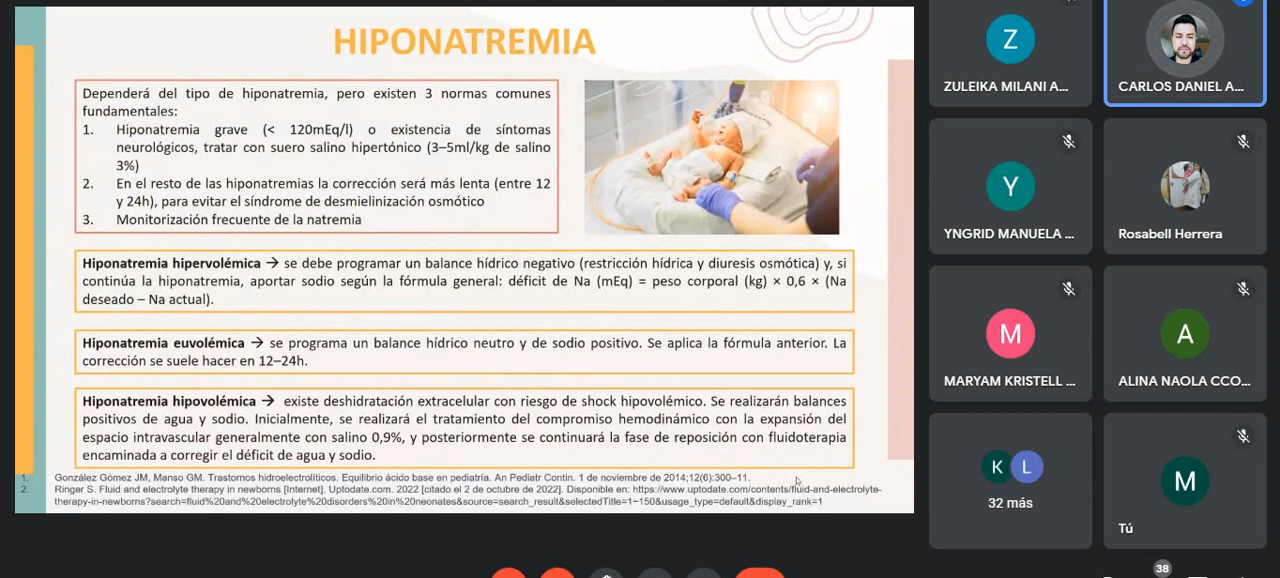 HIPONATREMIA
Dependerá del tipo de hiponatremia, pero existen 3 normas comunes
fundamentales:
1. Hiponatremia grave (< 120mEq/l) o existencia de síntomas
neurológicos, tratar con suero salino hipertónico (3–5ml/kg de salino
3%)
2. En el resto de las hiponatremias la corrección será más lenta (entre 12
y 24h), para evitar el síndrome de desmielinización osmótico
3. Monitorización frecuente de la natremia
Hiponatremia hipervolémica → se debe programar un balance hídrico negativo (restricción hídrica y diuresis osmótica) y, si
continúa la hiponatremia, aportar sodio según la fórmula general: déficit de Na (mEq) = peso corporal (kg) × 0,6 × (Na
deseado – Na actual).
Hiponatremia euvolémica → se programa un balance hídrico neutro y de sodio positivo. Se aplica la fórmula anterior. La
corrección se suele hacer en 12–24h.
Hiponatremia hipovolémica → existe deshidratación extracelular con riesgo de shock hipovolémico. Se realizarán balances
positivos de agua y sodio. Inicialmente, se realizará el tratamiento del compromiso hemodinámico con la expansión del
espacio intravascular generalmente con salino 0,9%, y posteriormente se continuará la fase de reposición con fluidoterapia
encaminada a corregir el déficit de agua y sodio.
1. González Gómez JM, Manso GM. Trastornos hidroelectrolíticos. Equilibrio ácido base en pediatría. An Pediatr Contin. 1 de noviembre de 2014;12(6):300–11.
2. Ringer S. Fluid and electrolyte therapy in newborns [Internet]. Uptodate.com. 2022 [citado el 2 de octubre de 2022]. Disponible en: https://www.uptodate.com/contents/fluid-and-electrolyte-
therapy-in-newborns?search=fluid%20and%20electrolyte%20disorders%20in%20neonates&source=search_result&selectedTitle=1~150&usage_type=default&display_rank=1
Z
ZULEIKA MILANI A...
CARLOS DANIEL A...
Y
YNGRID MANUELA ...
Rosabell Herrera
M
MARYAM KRISTELL ...
A
ALINA NAOLA CCO...
K L
32 más
M
Tú
38